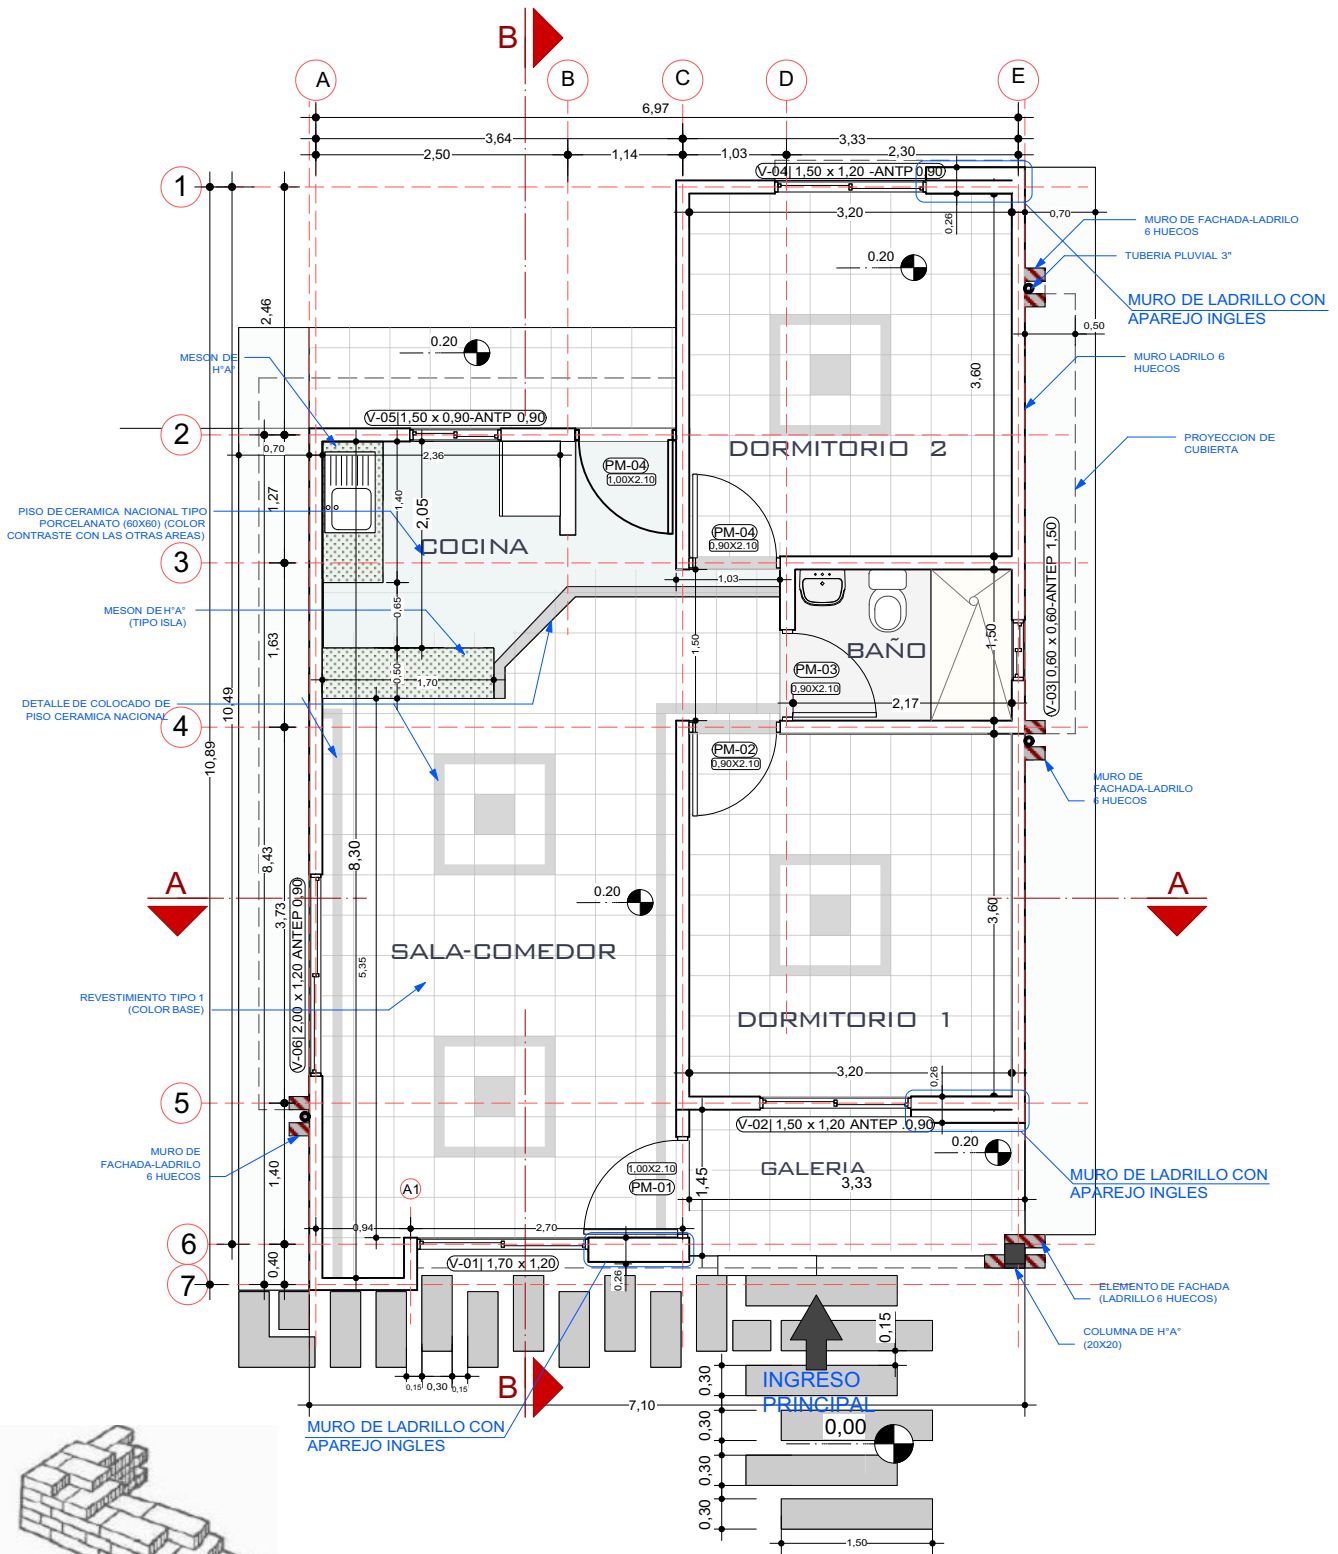 B
A
B
C
D
E
6,97
3,64
3,33
2,50
1,14
1,03
2,30
V-04| 1,50 x 1,20 -ANTP 0,90
1
3,20
0,26
0,70
MURO DE FACHADA-LADRILO
6 HUECOS
TUBERIA PLUVIAL 3"
0.20
MURO DE LADRILLO CON
APAREJO INGLES
2,46
0,50
0.20
MESON DE
H°A°
MURO LADRILO 6
HUECOS
3,60
V-05|1,50 x 0,90-ANTP 0,90
2
0,70
2,36
DORMITORIO 2
PROYECCION DE
CUBIERTA
PM-04
1,00X2.10
1,27
1,40
2,05
PISO DE CERAMICA NACIONAL TIPO
PORCELANATO (60X60) (COLOR
CONTRASTE CON LAS OTRAS AREAS)
COCINA
PM-04
0,90X2.10
3
1,03
V-03| 0,60 x 0,60-ANTEP 1,50
MESON DE H°A°
(TIPO ISLA)
0,65
1,63
1,50
BAÑO
1,50
PM-03
0,90X2.10
0,50
1,70
DETALLE DE COLOCADO DE
PISO CERAMICA NACIONAL
2,17
4
10,49
10,89
PM-02
0,90X2.10
MURO DE
FACHADA-LADRILO
6 HUECOS
8,43
8,30
A
A
0.20
3,73
3,60
V-06| 2,00 x 1,20 ANTEP 0,90
SALA-COMEDOR
5,35
REVESTIMIENTO TIPO 1
(COLOR BASE)
DORMITORIO 1
3,20
0,26
5
V-02| 1,50 x 1,20 ANTEP .0,90
0.20
MURO DE
FACHADA-LADRILO
6 HUECOS
1,40
1,00X2.10
PM-01
1,45
GALERIA
3,33
MURO DE LADRILLO CON
APAREJO INGLES
A1
0,94
2,70
6
V-01| 1,70 x 1,20
0,26
0,40
7
ELEMENTO DE FACHADA
(LADRILLO 6 HUECOS)
COLUMNA DE H°A°
(20X20)
0,15
0,15
0,30
0,15
B
0,30
INGRESO
PRINCIPAL
7,10
MURO DE LADRILLO CON
APAREJO INGLES
0,30
0,00
0,30
0,30
1,50